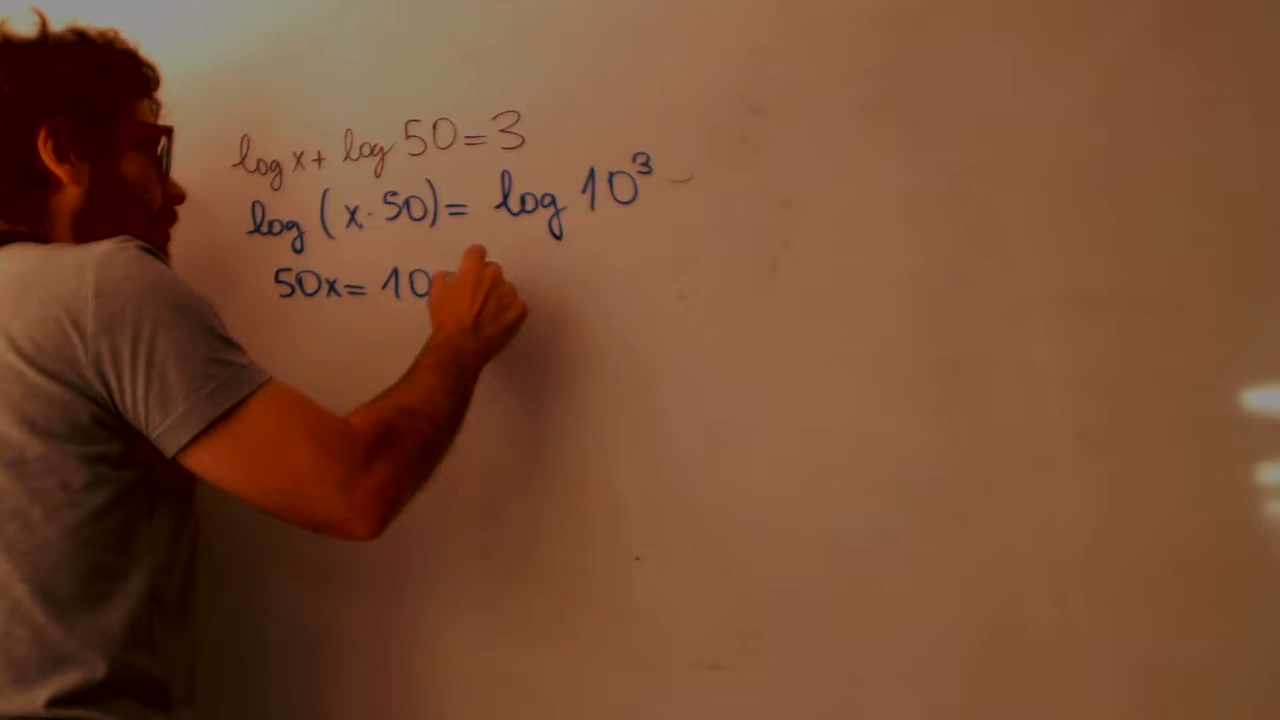 log x + log 50 = 3
log (x · 50) = log 10³
50x = 10